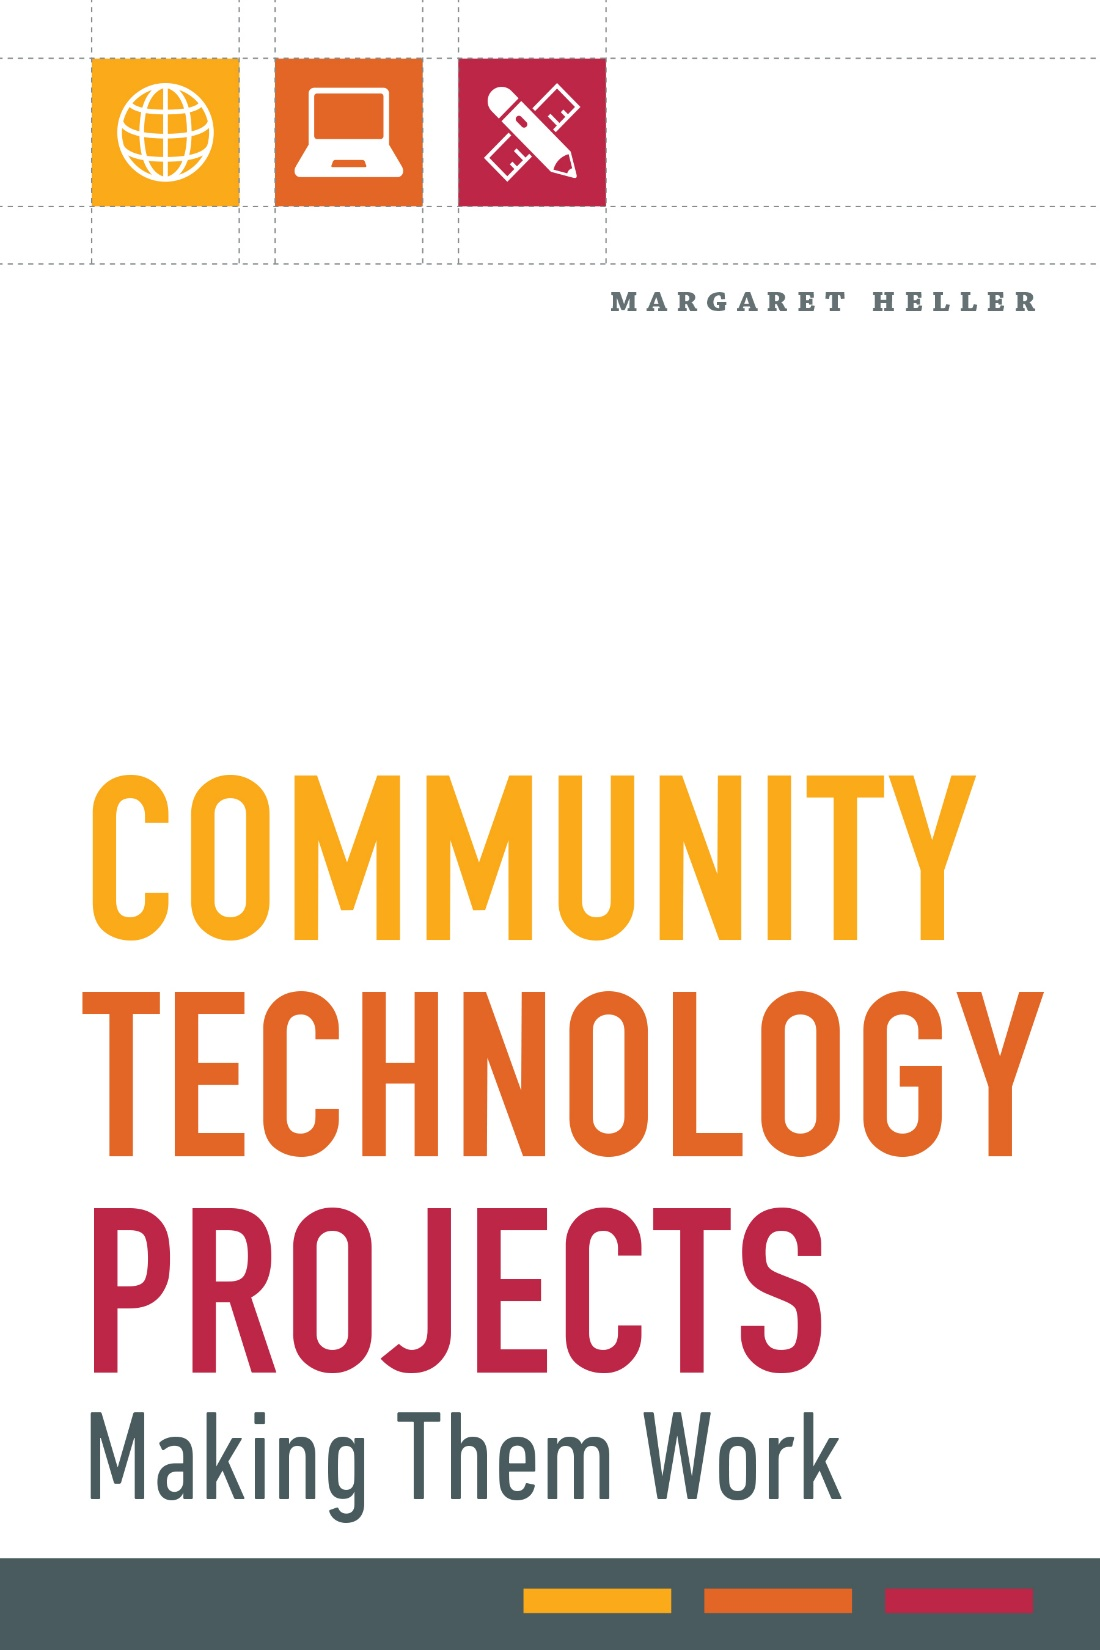 MARGARET HELLER
COMMUNITY
TECHNOLOGY
PROJECTS
Making Them Work